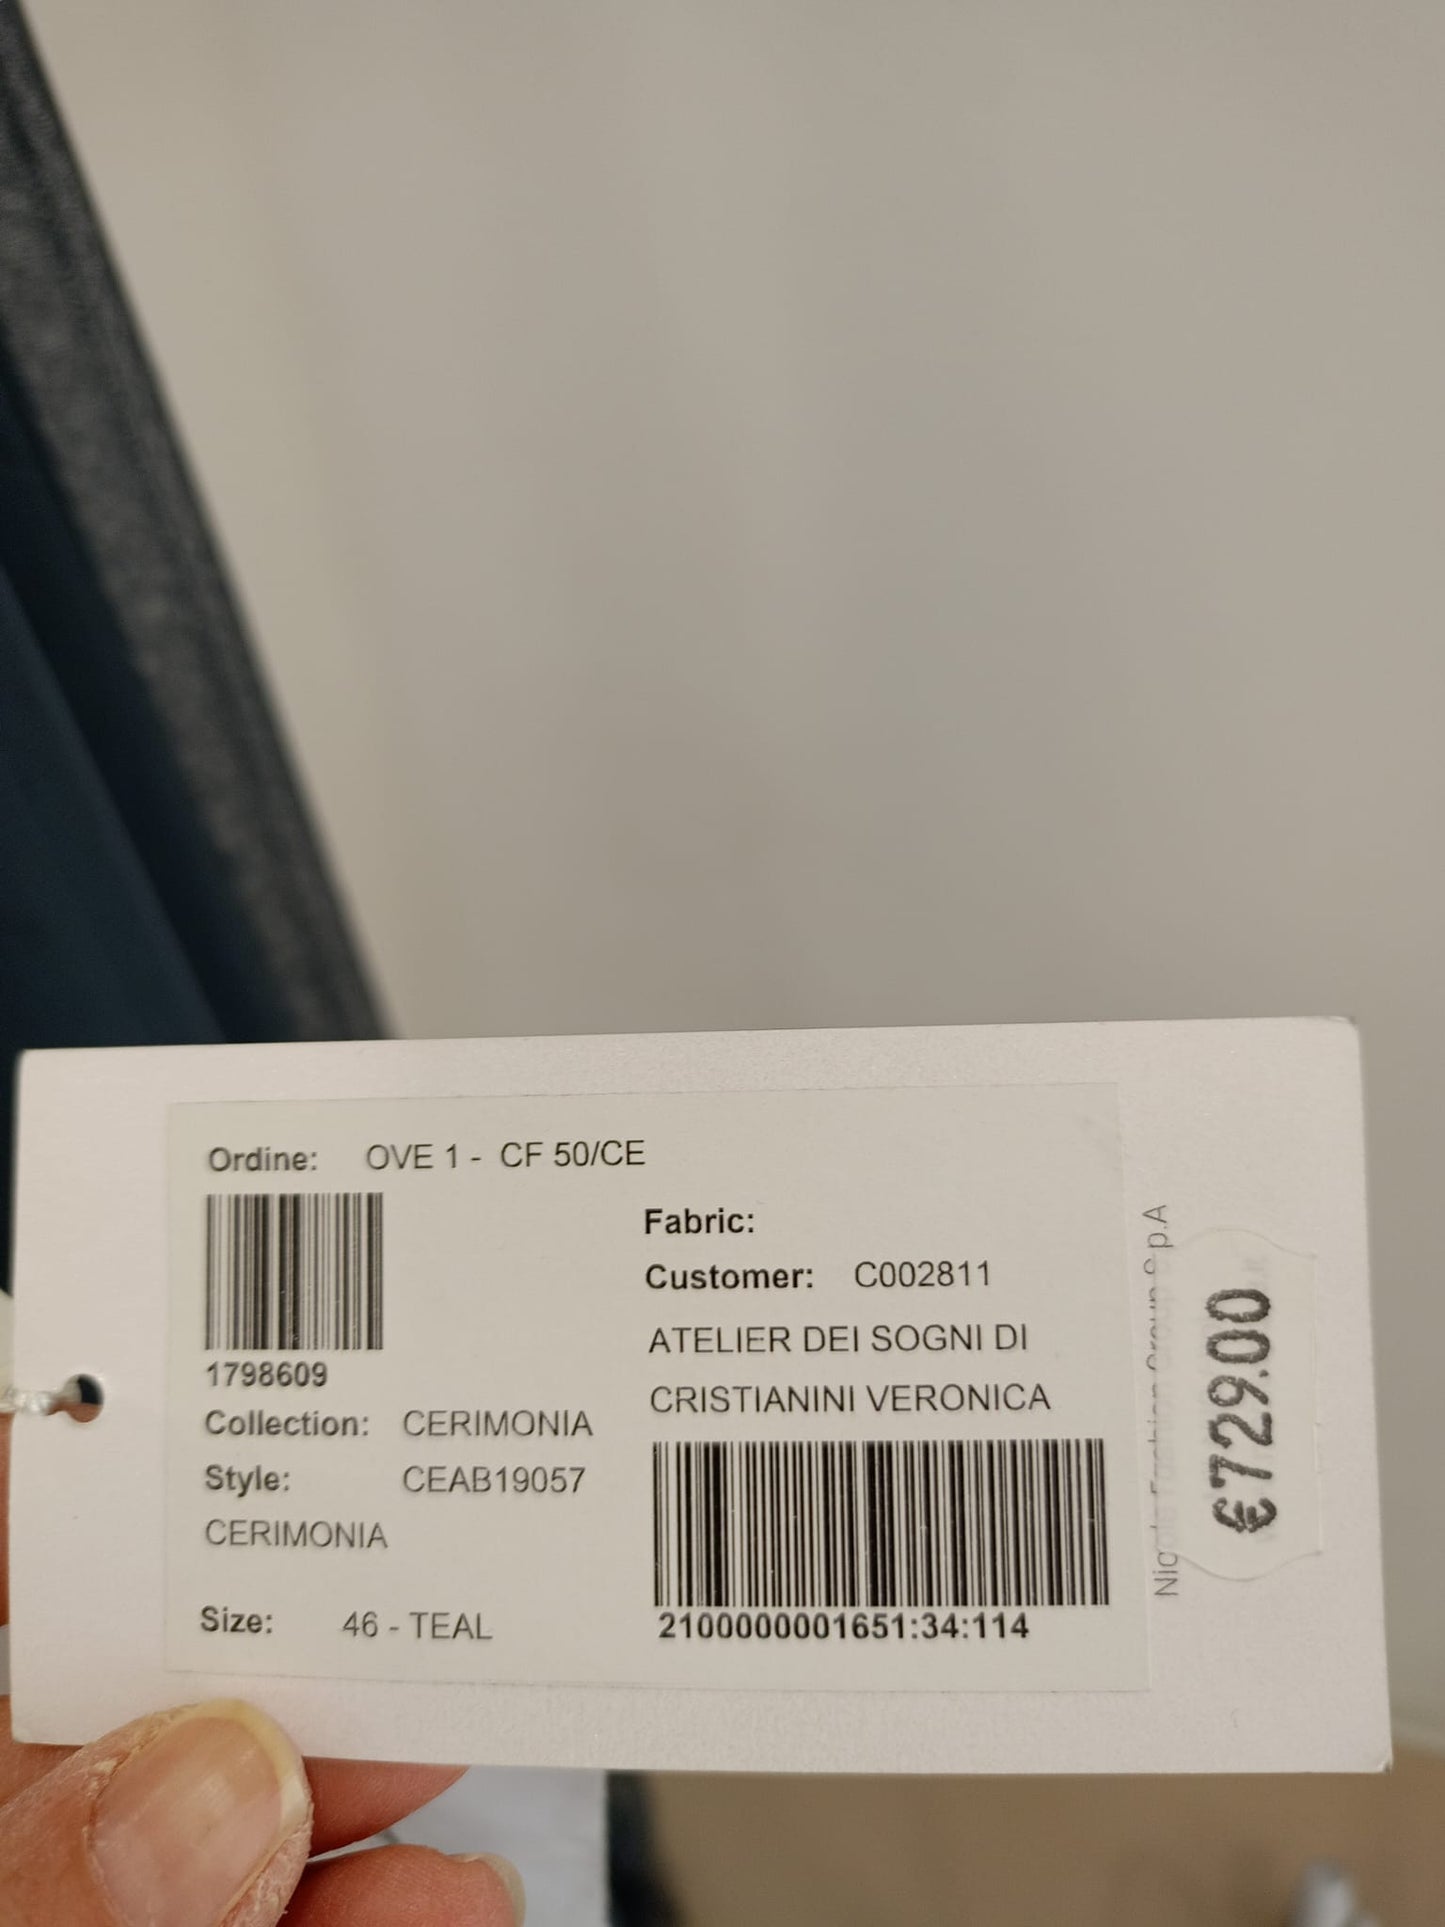 Ordine: OVE 1 - CF 50/CE
1798609
Collection: CERIMONIA
Style: CEAB19057
CERIMONIA
Size: 46 - TEAL
Fabric:
Customer: C002811
ATELIER DEI SOGNI DI
CRISTIANINI VERONICA
2100000001651:34:114
€729.00